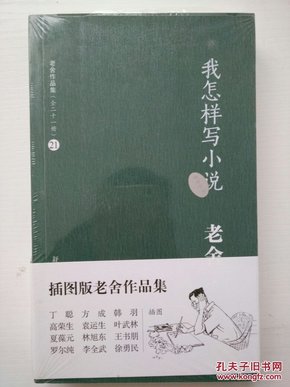 老舍作品集（全二十一册）21
我怎样写小说
老舍
舒
插图版老舍作品集
丁聪 方成 韩羽
高荣生 袁运生 叶武林
夏葆元 林旭东 王书朋
罗尔纯 李全武 徐勇民
插图
孔夫子旧书网